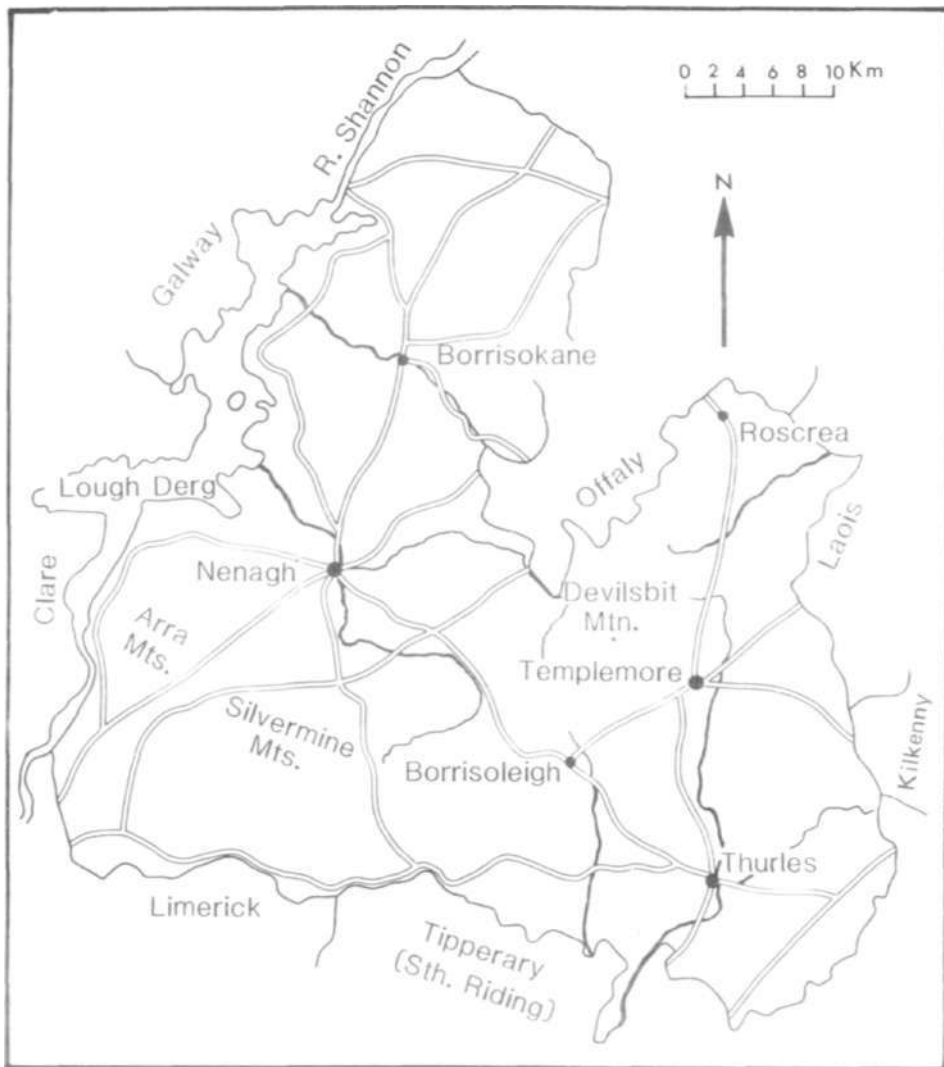 0 2 4 6 8 10 Km
R. Shannon
N
Galway
Borrisokane
Roscrea
Offaly
Lough Derg
Laois
Clare
Nenagh
Devilsbit
Mtn.
Arra
Mts.
Templemore
Silvermine
Mts.
Kilkenny
Borrisoleigh
Thurles
Limerick
Tipperary
(Sth. Riding)